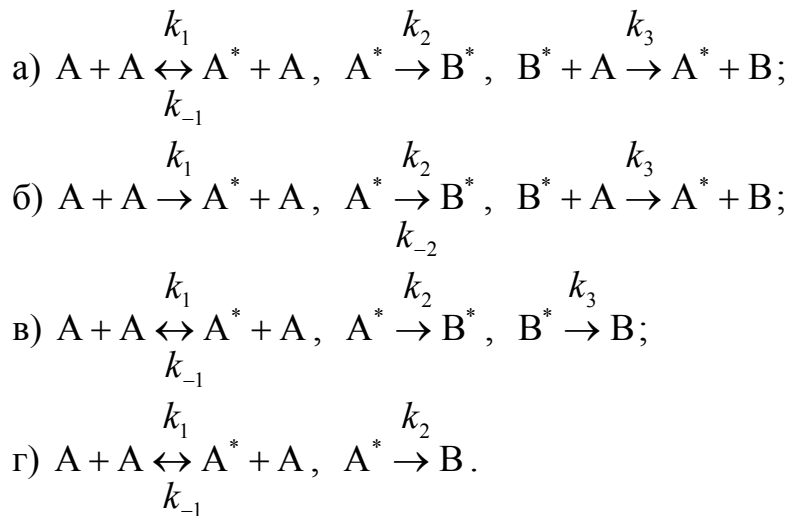 k₁ k₂ k₃
а) A + A ↔ A* + A, A* → B*, B* + A → A* + B;
k₋₁
k₁ k₂ k₃
б) A + A → A* + A, A* → B*, B* + A → A* + B;
k₋₂
k₁ k₂ k₃
в) A + A ↔ A* + A, A* → B*, B* → B;
k₋₁
k₁ k₂
г) A + A ↔ A* + A, A* → B.
k₋₁